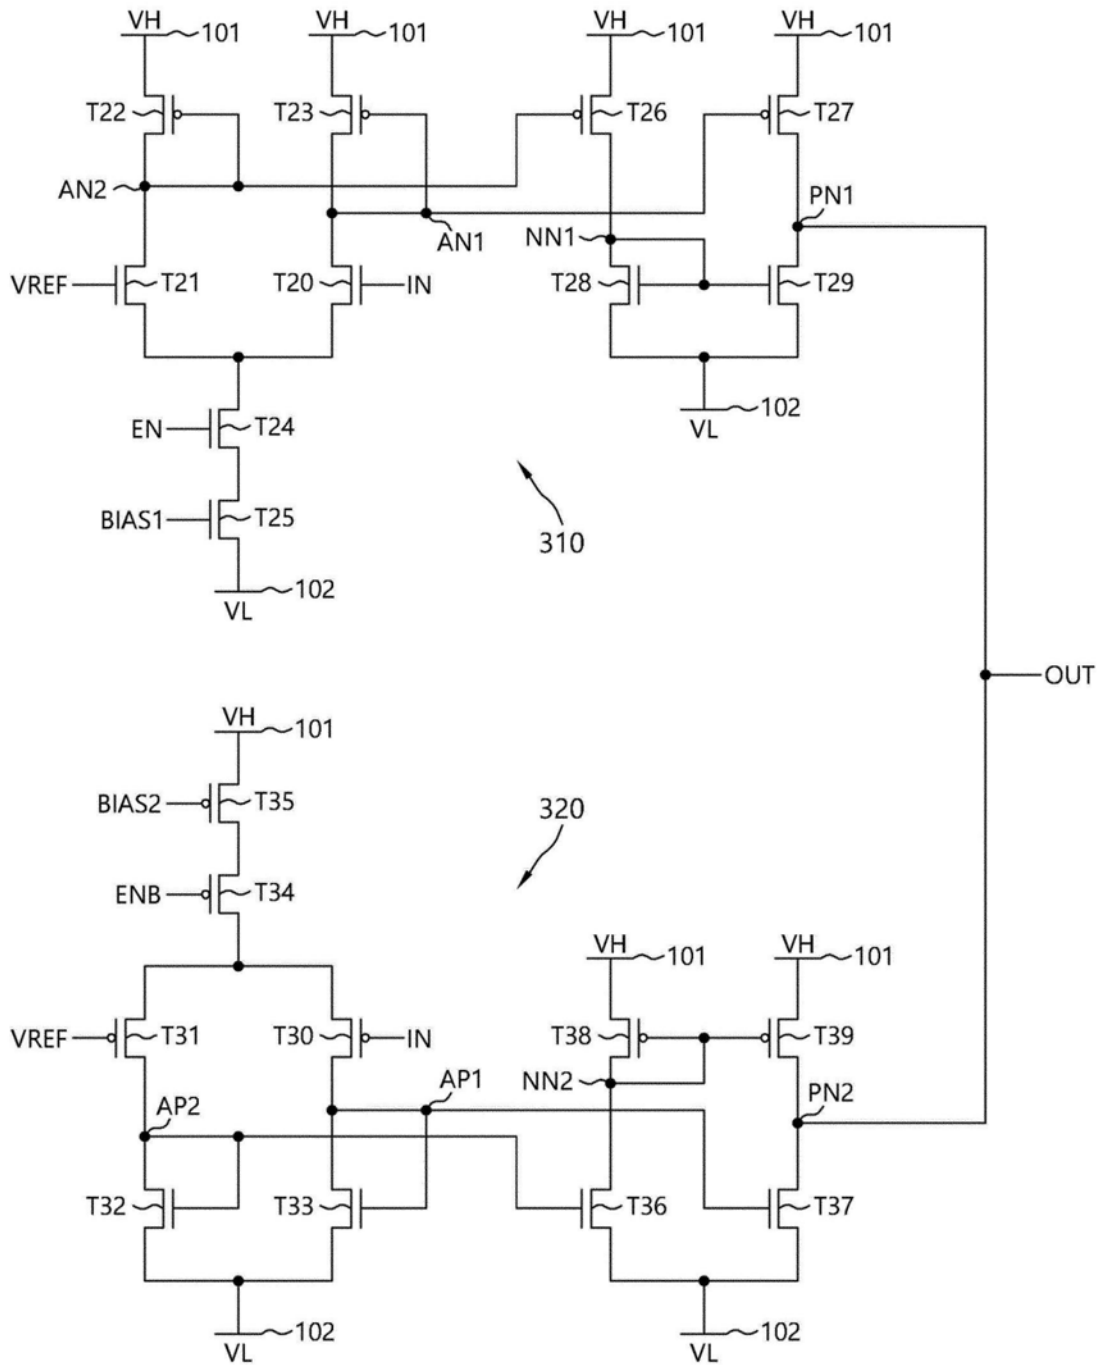 VH 101 VH 101 VH 101 VH 101
T22 T23 T26 T27
AN2 AN1 NN1 PN1
VREF T21 T20 IN T28 T29
EN T24 VL 102
BIAS1 T25 310
VL 102
OUT
VH 101
BIAS2 T35 320
ENB T34
VH 101 VH 101
VREF T31 T30 IN T38 T39
AP2 AP1 NN2 PN2
T32 T33 T36 T37
VL 102 VL 102